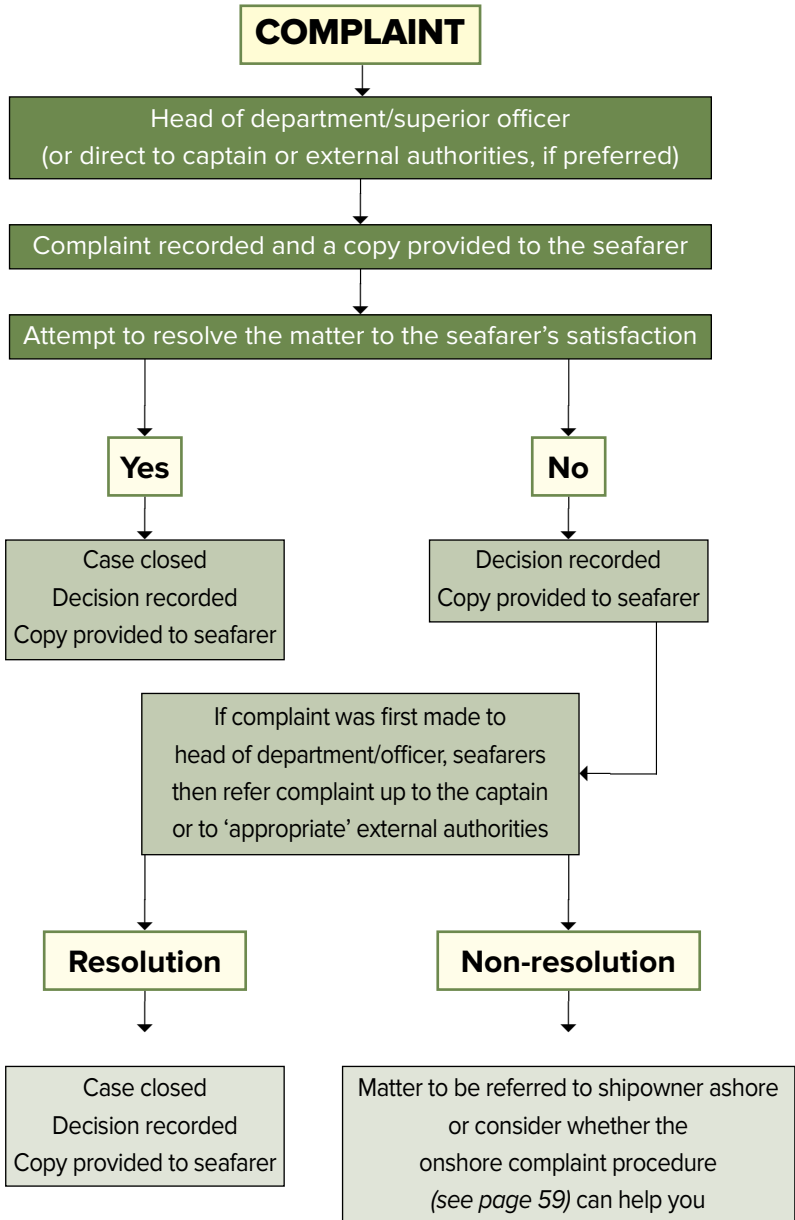 COMPLAINT
Head of department/superior officer
(or direct to captain or external authorities, if preferred)
Complaint recorded and a copy provided to the seafarer
Attempt to resolve the matter to the seafarer’s satisfaction
Yes
No
Case closed
Decision recorded
Copy provided to seafarer
Decision recorded
Copy provided to seafarer
If complaint was first made to
head of department/officer, seafarers
then refer complaint up to the captain
or to ‘appropriate’ external authorities
Resolution
Non-resolution
Case closed
Decision recorded
Copy provided to seafarer
Matter to be referred to shipowner ashore
or consider whether the
onshore complaint procedure
(see page 59) can help you